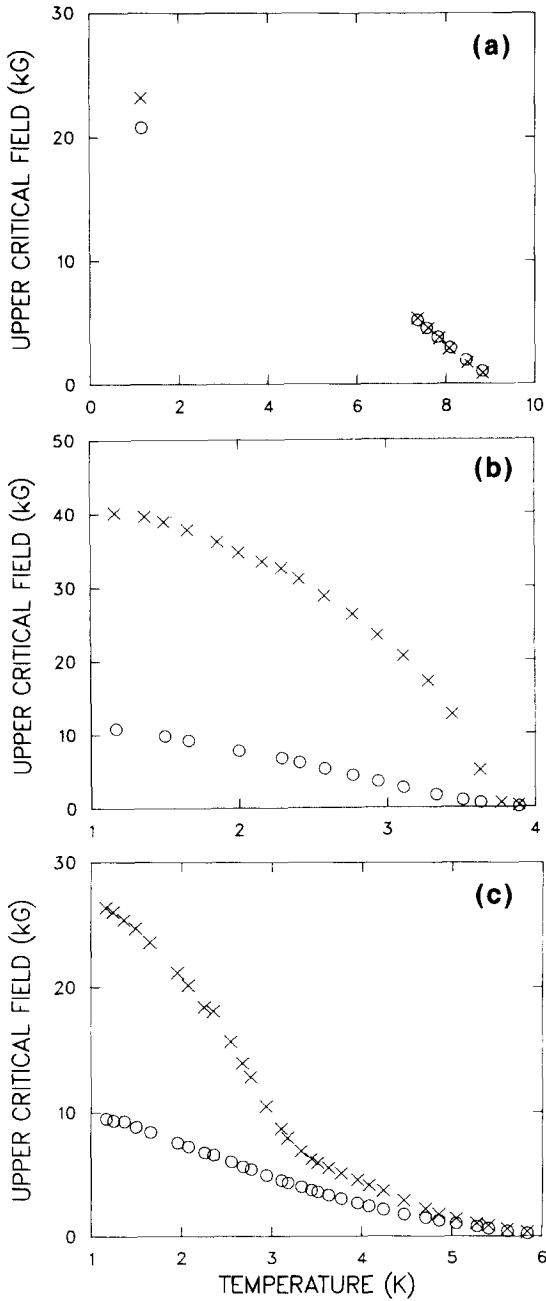 (a)
UPPER CRITICAL FIELD (kG)
30
20
10
0
0 2 4 6 8 10
(b)
UPPER CRITICAL FIELD (kG)
50
40
30
20
10
0
1 2 3 4
(c)
UPPER CRITICAL FIELD (kG)
30
20
10
0
1 2 3 4 5 6
TEMPERATURE (K)